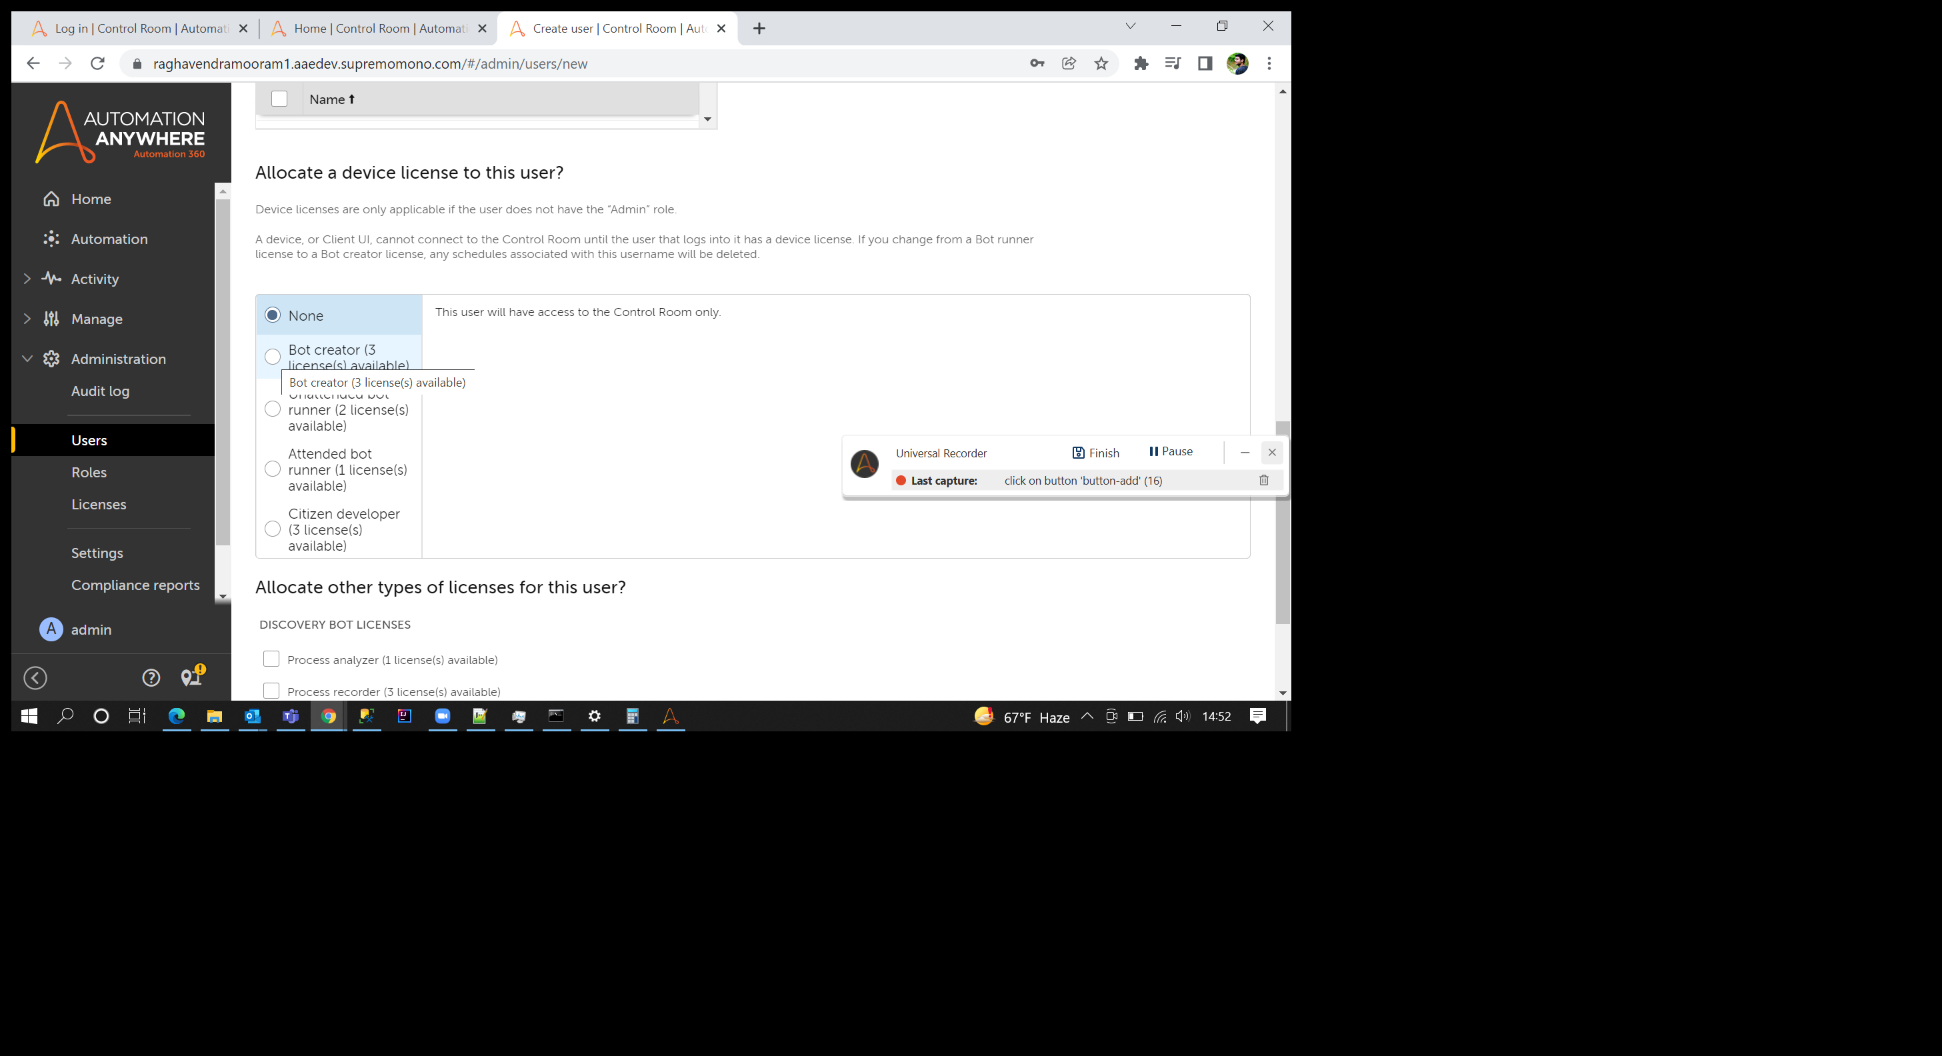 Log in | Control Room | Automati
Home | Control Room | Automati
Create user | Control Room | Aut
raghavendramooram1.aaedev.supremomono.com/#/admin/users/new
AUTOMATION
ANYWHERE
Automation 360
Home
Automation
Activity
Manage
Administration
Audit log
Users
Roles
Licenses
Settings
Compliance reports
A admin
Name
Allocate a device license to this user?
Device licenses are only applicable if the user does not have the "Admin" role.
A device, or Client UI, cannot connect to the Control Room until the user that logs into it has a device license. If you change from a Bot runner
license to a Bot creator license, any schedules associated with this username will be deleted.
None
This user will have access to the Control Room only.
Bot creator (3
license(s) available)
Bot creator (3 license(s) available)
Unattended bot
runner (2 license(s)
available)
Attended bot
runner (1 license(s)
available)
Citizen developer
(3 license(s)
available)
Universal Recorder
Finish
Pause
Last capture: click on button 'button-add' (16)
Allocate other types of licenses for this user?
DISCOVERY BOT LICENSES
Process analyzer (1 license(s) available)
Process recorder (3 license(s) available)
67°F Haze
14:52